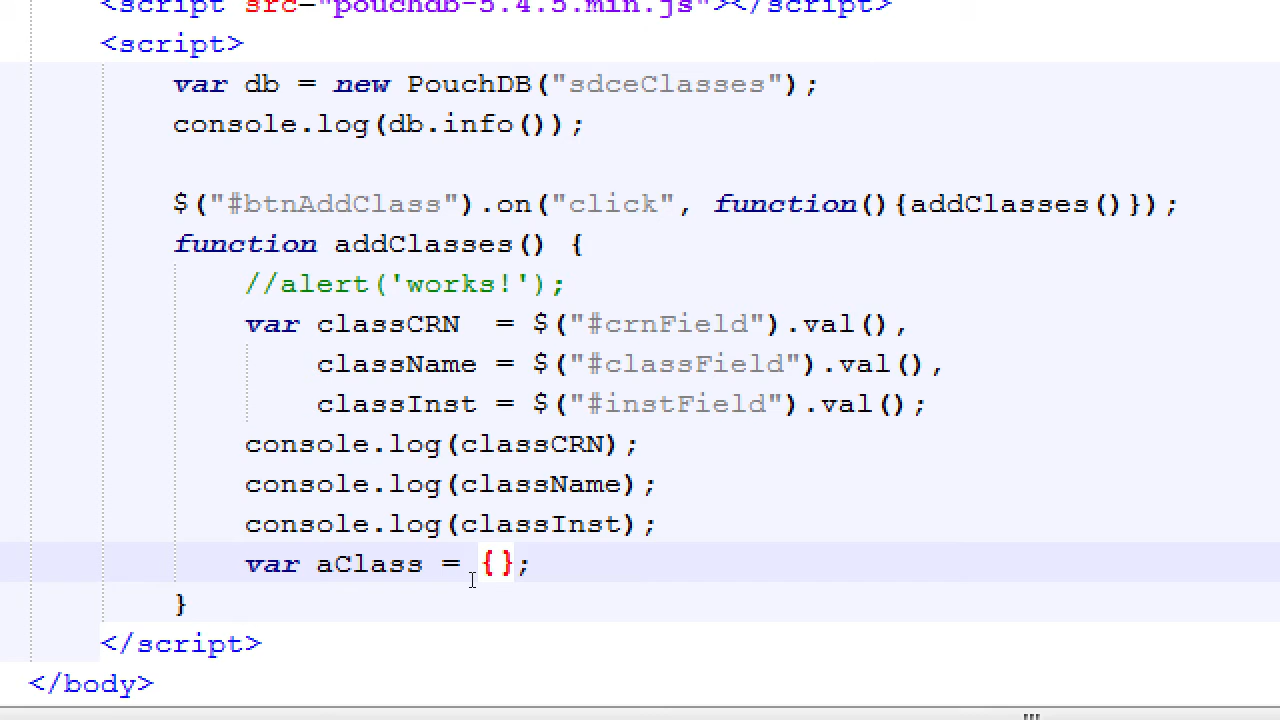 <script src="pouchdb-5.4.5.min.js"></script>
<script>
var db = new PouchDB("sdceClasses");
console.log(db.info());
$("#btnAddClass").on("click", function(){addClasses()});
function addClasses() {
//alert('works!');
var classCRN  = $("#crnField").val(),
className = $("#classField").val(),
classInst = $("#instField").val();
console.log(classCRN);
console.log(className);
console.log(classInst);
var aClass = {};
}
</script>
</body>